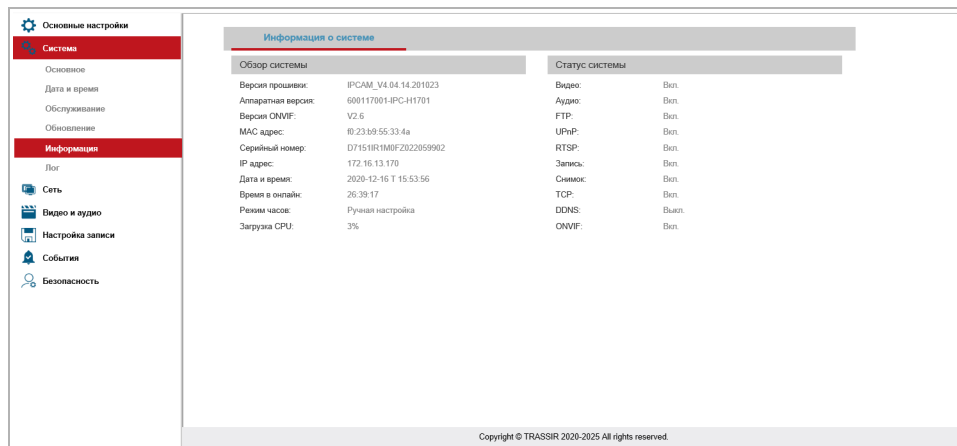 Основные настройки
Система
Основное
Дата и время
Обслуживание
Обновление
Информация
Лог
Сеть
Видео и аудио
Настройка записи
События
Безопасность
Информация о системе
Обзор системы
Версия прошивки: IPCAM_V4.04.14.201023
Аппаратная версия: 600117001-IPC-H1701
Версия ONVIF: V2.6
MAC адрес: f0:23:b9:55:33:4a
Серийный номер: D7151IR1M0FZ022059902
IP адрес: 172.16.13.170
Дата и время: 2020-12-16 T 15:53:56
Время в онлайн: 26:39:17
Режим часов: Ручная настройка
Загрузка CPU: 3%
Статус системы
Видео: Вкл.
Аудио: Вкл.
FTP: Вкл.
UPnP: Вкл.
RTSP: Вкл.
Запись: Вкл.
Снимок: Вкл.
TCP: Вкл.
DDNS: Выкл.
ONVIF: Вкл.
Copyright © TRASSIR 2020-2025 All rights reserved.